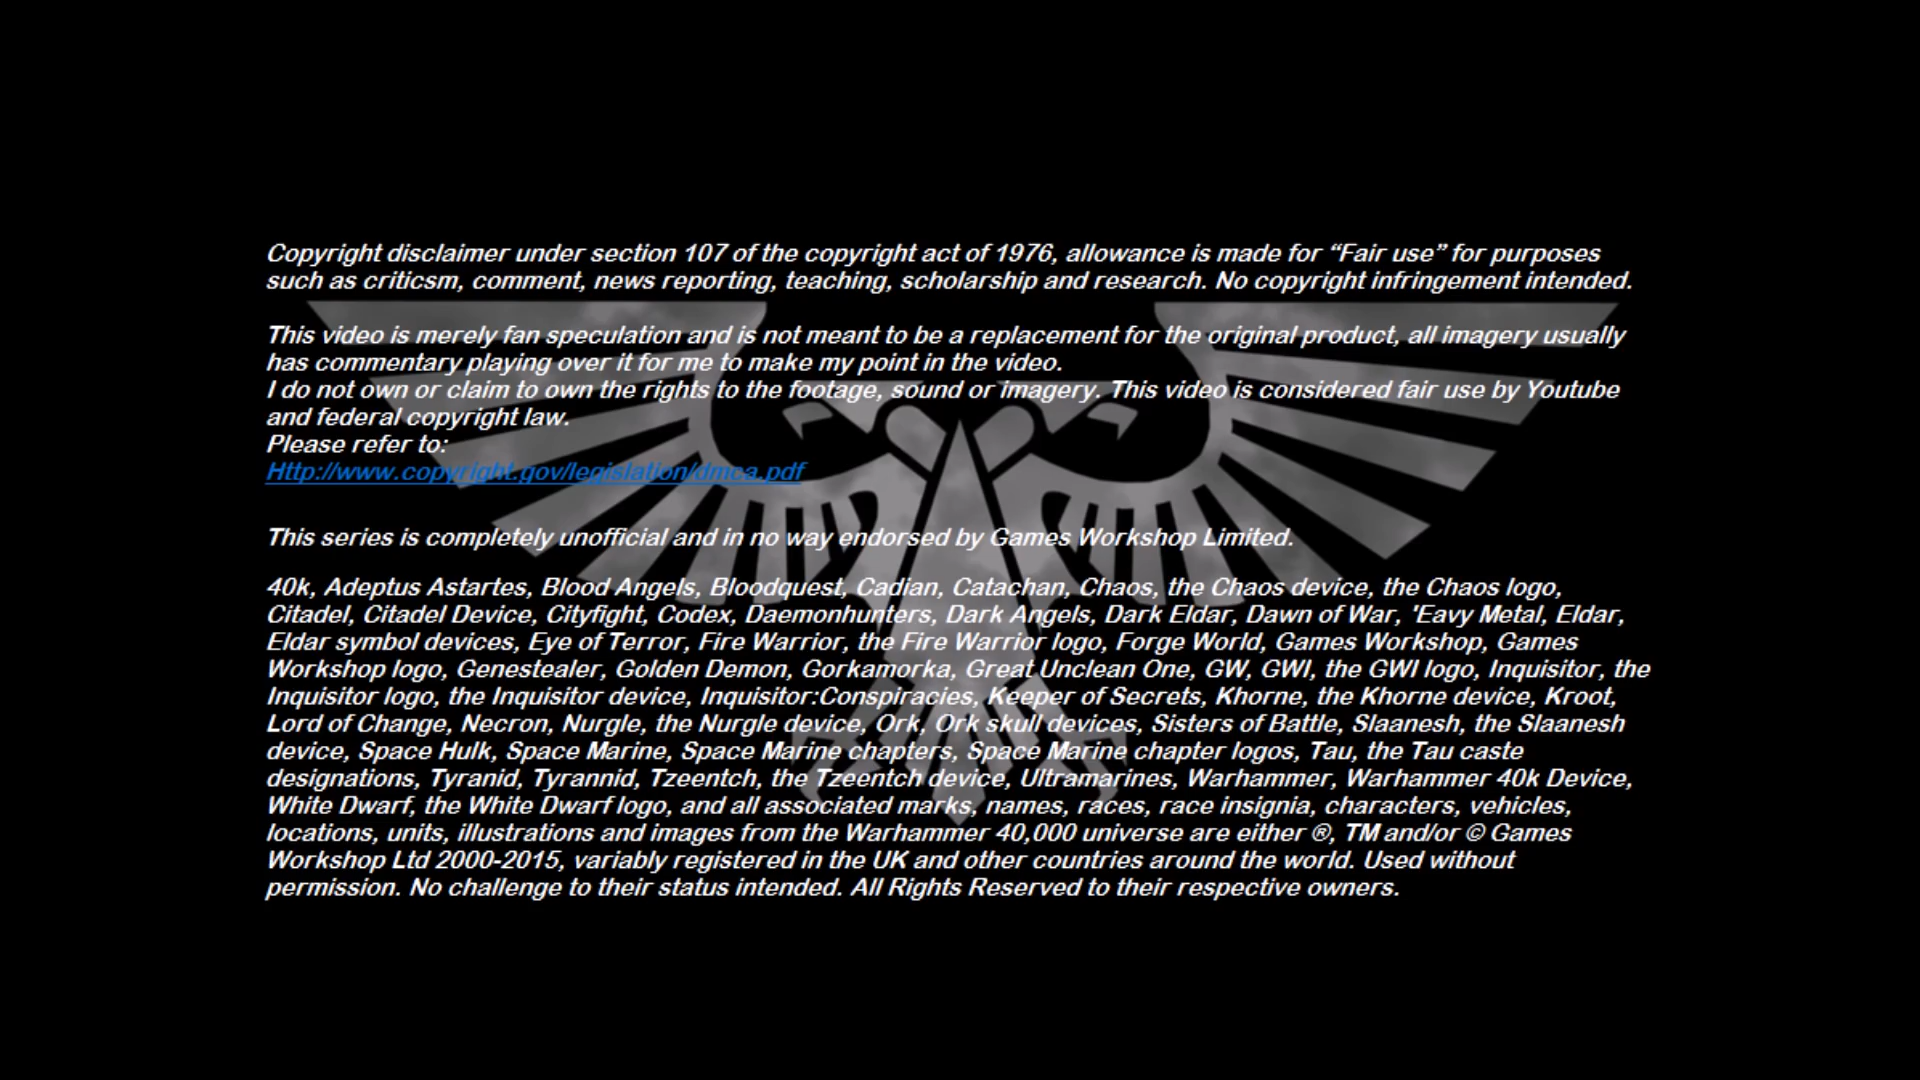 Copyright disclaimer under section 107 of the copyright act of 1976, allowance is made for “Fair use” for purposes
such as criticsm, comment, news reporting, teaching, scholarship and research. No copyright infringement intended.
This video is merely fan speculation and is not meant to be a replacement for the original product, all imagery usually
has commentary playing over it for me to make my point in the video.
I do not own or claim to own the rights to the footage, sound or imagery. This video is considered fair use by Youtube
and federal copyright law.
Please refer to:
Http://www.copyright.gov/legislation/dmca.pdf
This series is completely unofficial and in no way endorsed by Games Workshop Limited.
40k, Adeptus Astartes, Blood Angels, Bloodquest, Cadian, Catachan, Chaos, the Chaos device, the Chaos logo,
Citadel, Citadel Device, Cityfight, Codex, Daemonhunters, Dark Angels, Dark Eldar, Dawn of War, 'Eavy Metal, Eldar,
Eldar symbol devices, Eye of Terror, Fire Warrior, the Fire Warrior logo, Forge World, Games Workshop, Games
Workshop logo, Genestealer, Golden Demon, Gorkamorka, Great Unclean One, GW, GWI, the GWI logo, Inquisitor, the
Inquisitor logo, the Inquisitor device, Inquisitor:Conspiracies, Keeper of Secrets, Khorne, the Khorne device, Kroot,
Lord of Change, Necron, Nurgle, the Nurgle device, Ork, Ork skull devices, Sisters of Battle, Slaanesh, the Slaanesh
device, Space Hulk, Space Marine, Space Marine chapters, Space Marine chapter logos, Tau, the Tau caste
designations, Tyranid, Tyrannid, Tzeentch, the Tzeentch device, Ultramarines, Warhammer, Warhammer 40k Device,
White Dwarf, the White Dwarf logo, and all associated marks, names, races, race insignia, characters, vehicles,
locations, units, illustrations and images from the Warhammer 40,000 universe are either ®, TM and/or © Games
Workshop Ltd 2000-2015, variably registered in the UK and other countries around the world. Used without
permission. No challenge to their status intended. All Rights Reserved to their respective owners.